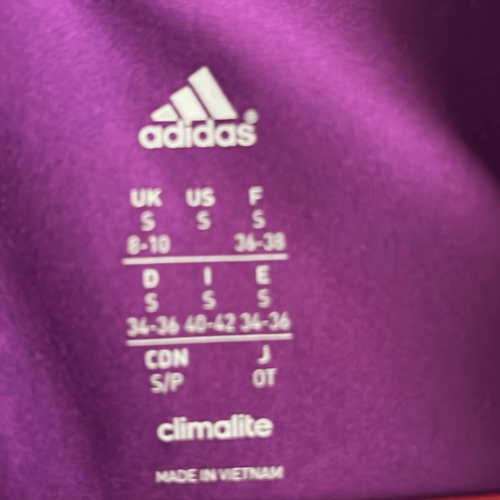 adidas®
UK US F
S S S
8-10 36-38
D I E
S S S
34-36 40-42 34-36
CDN J
S/P OT
climalite
MADE IN VIETNAM